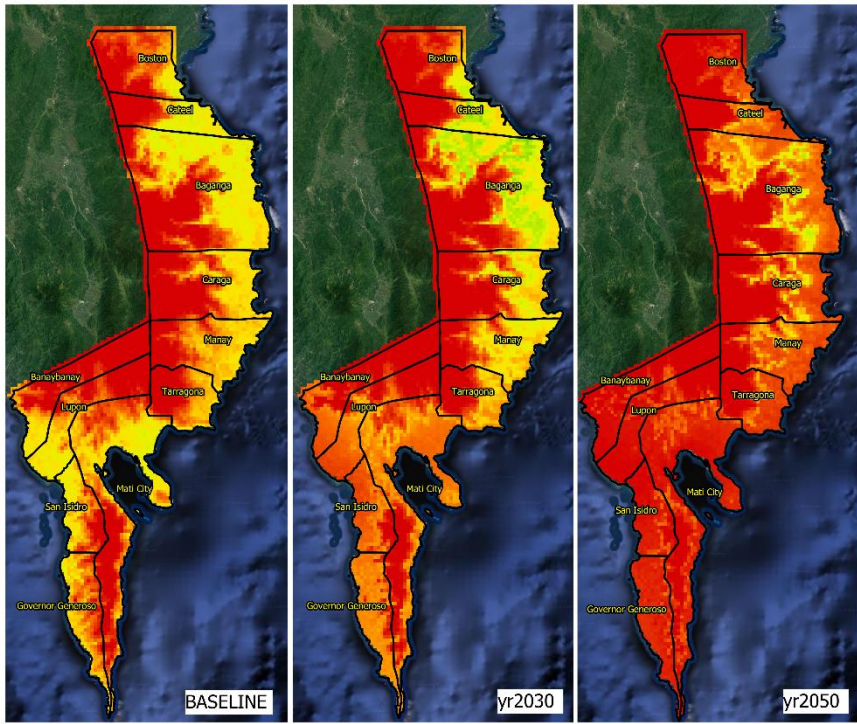 Boston
Cateel
Baganga
Caraga
Manay
Banaybanay
Tarragona
Lupon
Mati City
San Isidro
Governor Generoso
BASELINE
Boston
Cateel
Baganga
Caraga
Manay
Banaybanay
Tarragona
Lupon
Mati City
San Isidro
Governor Generoso
yr2030
Boston
Cateel
Baganga
Caraga
Manay
Banaybanay
Tarragona
Lupon
Mati City
San Isidro
Governor Generoso
yr2050